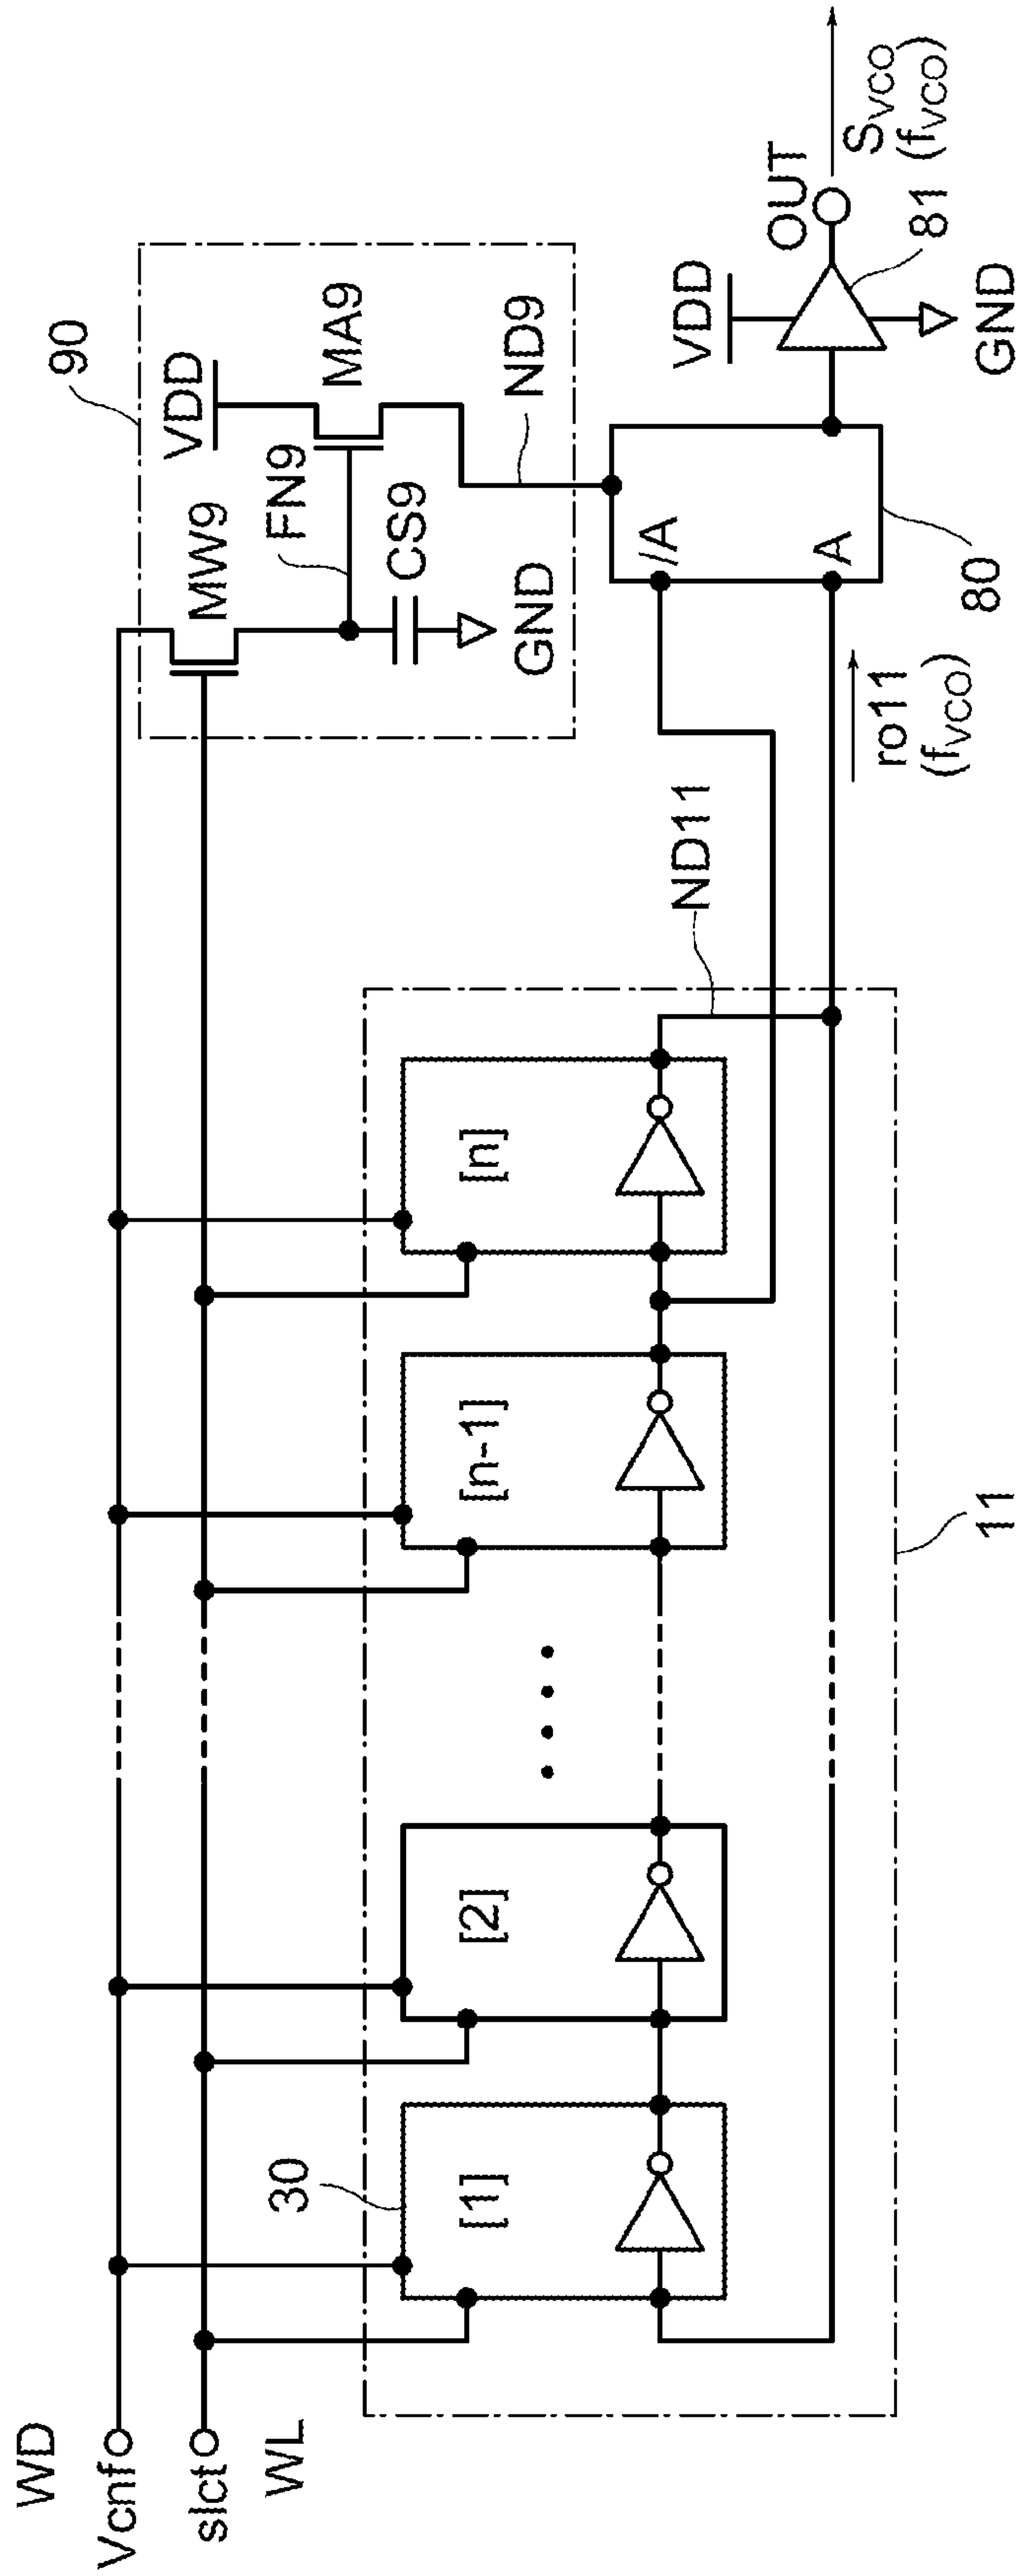 WD
Vcnf
slct
WL
30
[1]
[2]
[n-1]
[n]
11
ND11
ro11
(fVCO)
90
VDD
MW9
FN9
MA9
CS9
GND
ND9
/A
A
80
VDD
OUT
81
GND
SVCO
(fVCO)